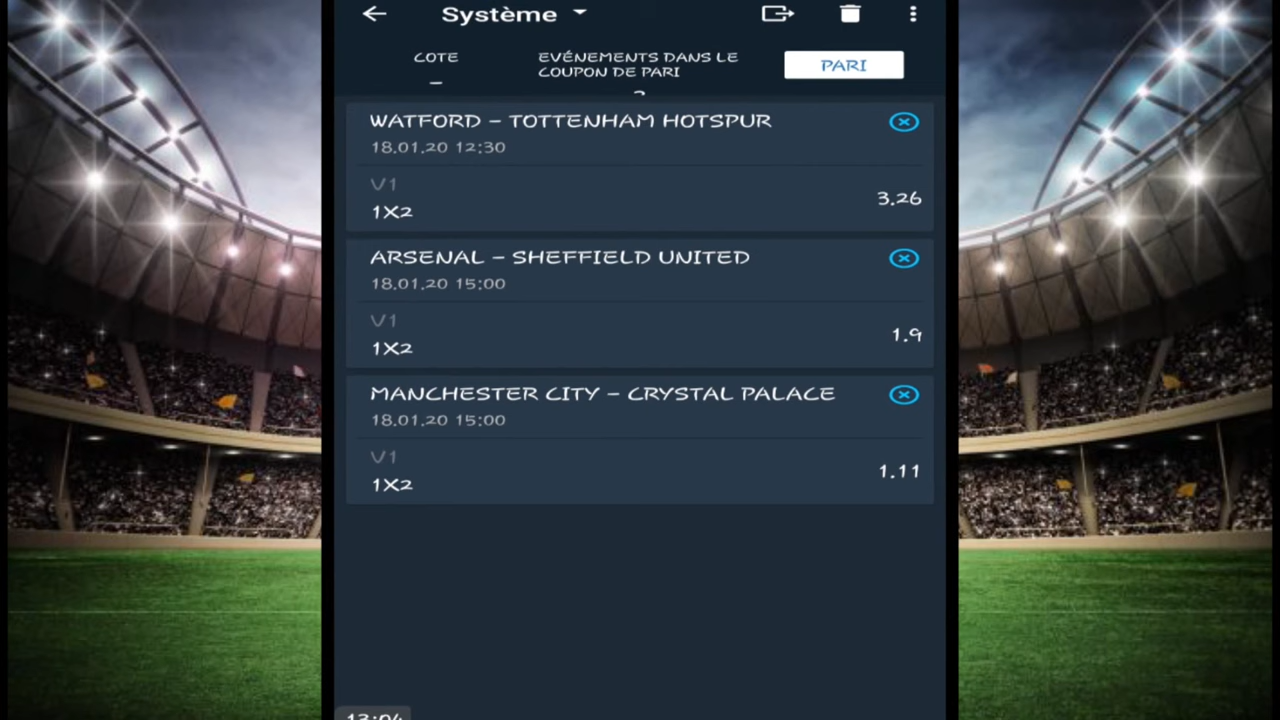 Système
COTE
EVÉNEMENTS DANS LE
COUPON DE PARI
PARI
–
WATFORD – TOTTENHAM HOTSPUR
18.01.20 12:30
V1
1X2
3.26
ARSENAL – SHEFFIELD UNITED
18.01.20 15:00
V1
1X2
1.9
MANCHESTER CITY – CRYSTAL PALACE
18.01.20 15:00
V1
1X2
1.11